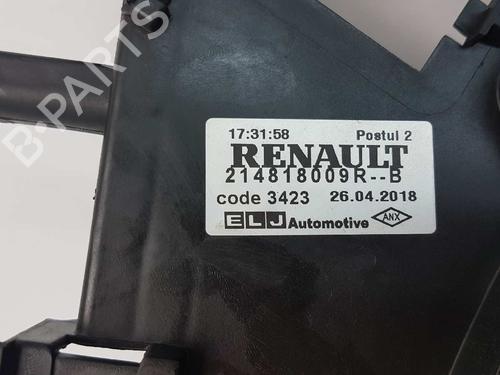 B-PARTS
17:31:58 Postul 2
RENAULT
214818009R--B
code 3423 26.04.2018
ELJ Automotive ANX